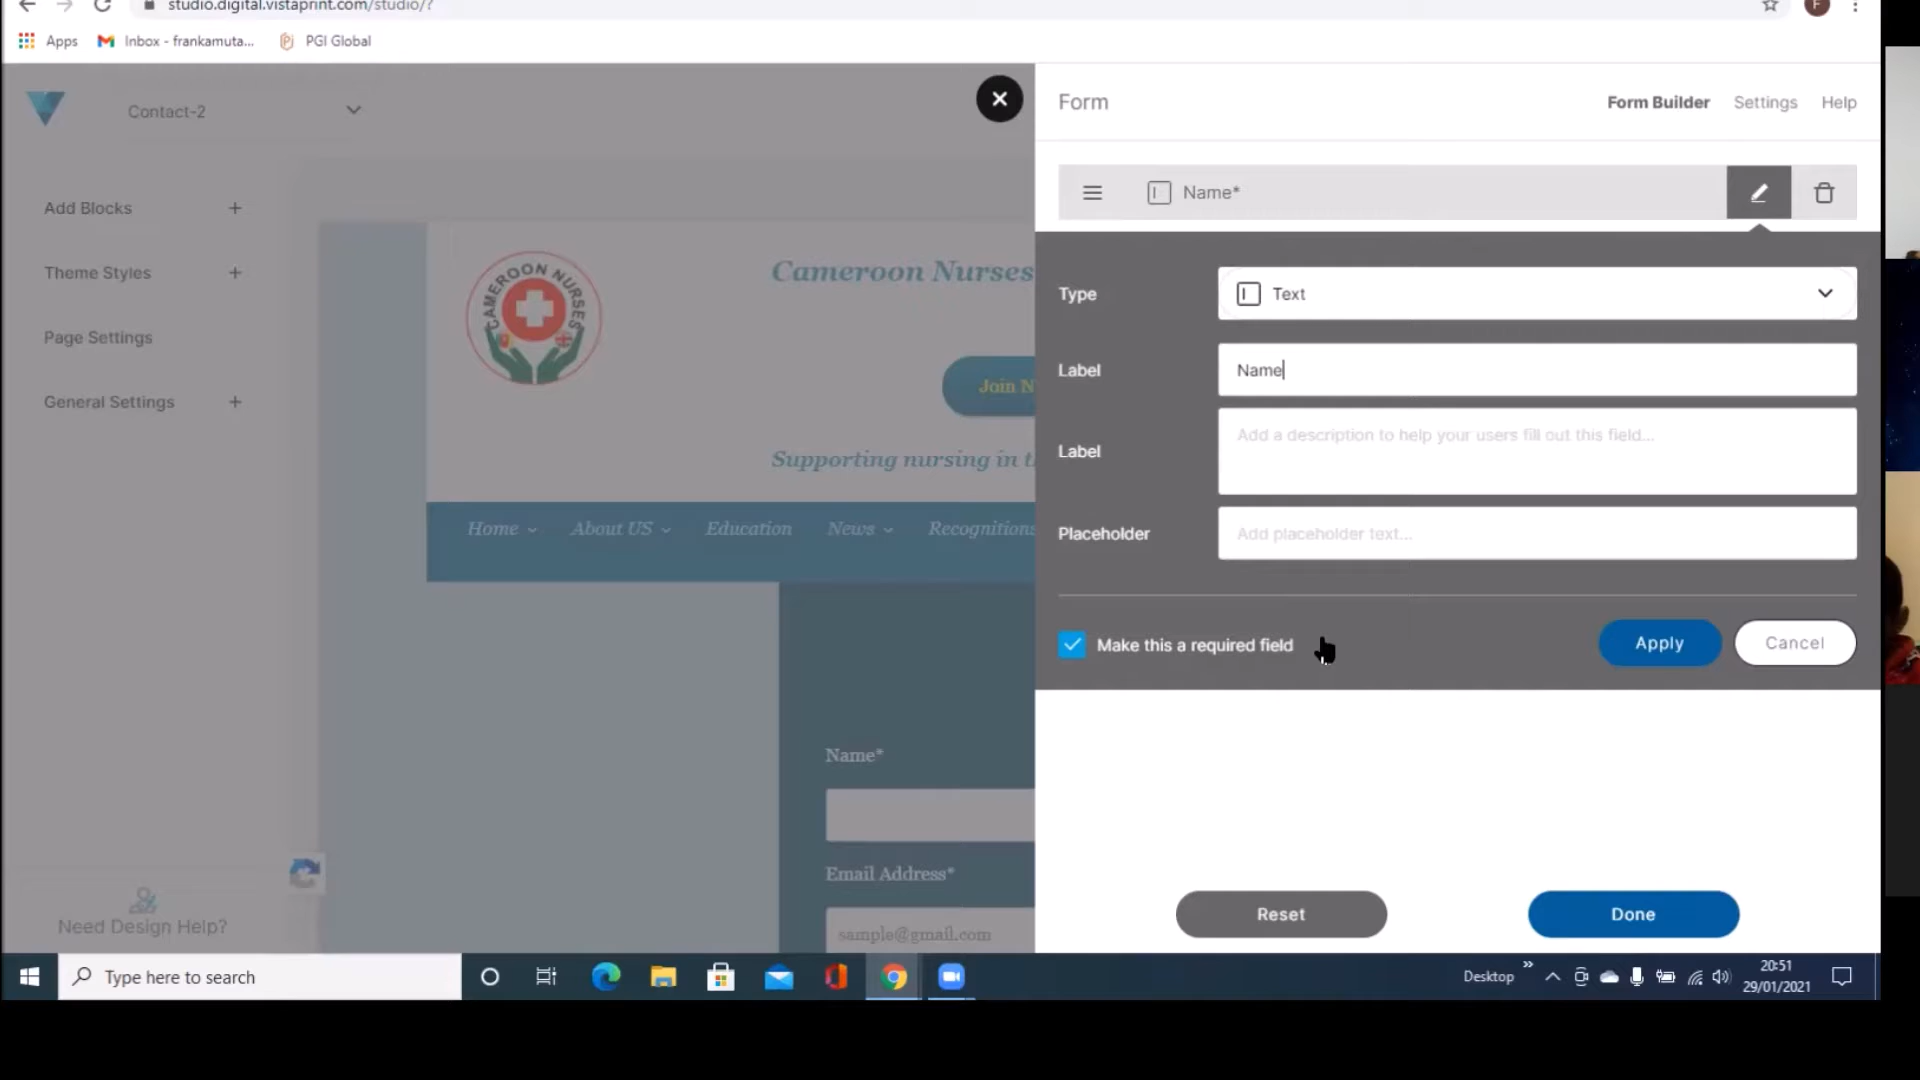 studio.digital.vistaprint.com/studio/?
F
Apps
Inbox - frankamuta...
PGI Global
Contact-2
Form
Form Builder
Settings
Help
Name*
Add Blocks
Theme Styles
Page Settings
General Settings
CAMEROON NURSES
Cameroon Nurses
Join N
Supporting nursing in t
Home
About US
Education
News
Recognitions
Type
Text
Label
Name
Label
Add a description to help your users fill out this field...
Placeholder
Add placeholder text...
Make this a required field
Apply
Cancel
Name*
Email Address*
sample@gmail.com
Need Design Help?
Reset
Done
Type here to search
Desktop
20:51
29/01/2021